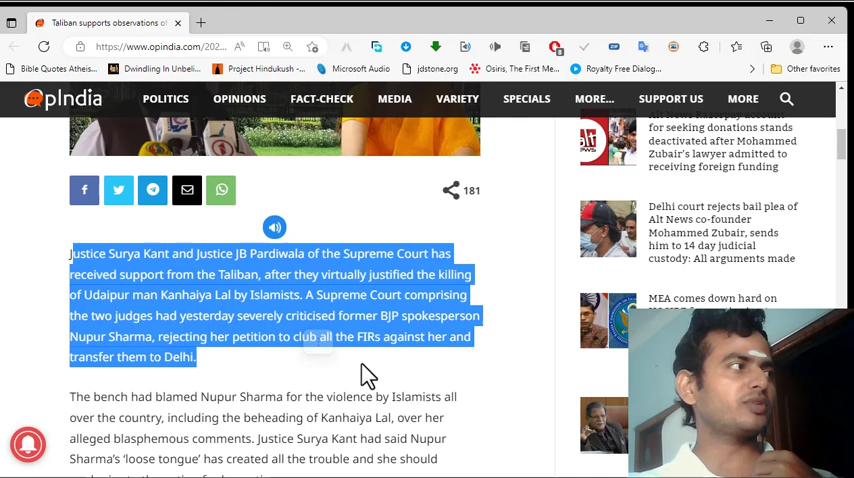 Taliban supports observations of
https://www.opindia.com/202...
Bible Quotes Atheis...
Dwindling In Unbeli...
Project Hindukush -...
Microsoft Audio
jdstone.org
Osiris, The First Me...
Royalty Free Dialog...
Other favorites
OpIndia
POLITICS
OPINIONS
FACT-CHECK
MEDIA
VARIETY
SPECIALS
MORE...
SUPPORT US
MORE
181
Justice Surya Kant and Justice JB Pardiwala of the Supreme Court has
received support from the Taliban, after they virtually justified the killing
of Udaipur man Kanhaiya Lal by Islamists. A Supreme Court comprising
the two judges had yesterday severely criticised former BJP spokesperson
Nupur Sharma, rejecting her petition to club all the FIRs against her and
transfer them to Delhi.
The bench had blamed Nupur Sharma for the violence by Islamists all
over the country, including the beheading of Kanhaiya Lal, over her
alleged blasphemous comments. Justice Surya Kant had said Nupur
Sharma's 'loose tongue' has created all the trouble and she should
Alt News Razorpay account
for seeking donations stands
deactivated after Mohammed
Zubair's lawyer admitted to
receiving foreign funding
Delhi court rejects bail plea of
Alt News co-founder
Mohammed Zubair, sends
him to 14 day judicial
custody: All arguments made
MEA comes down hard on